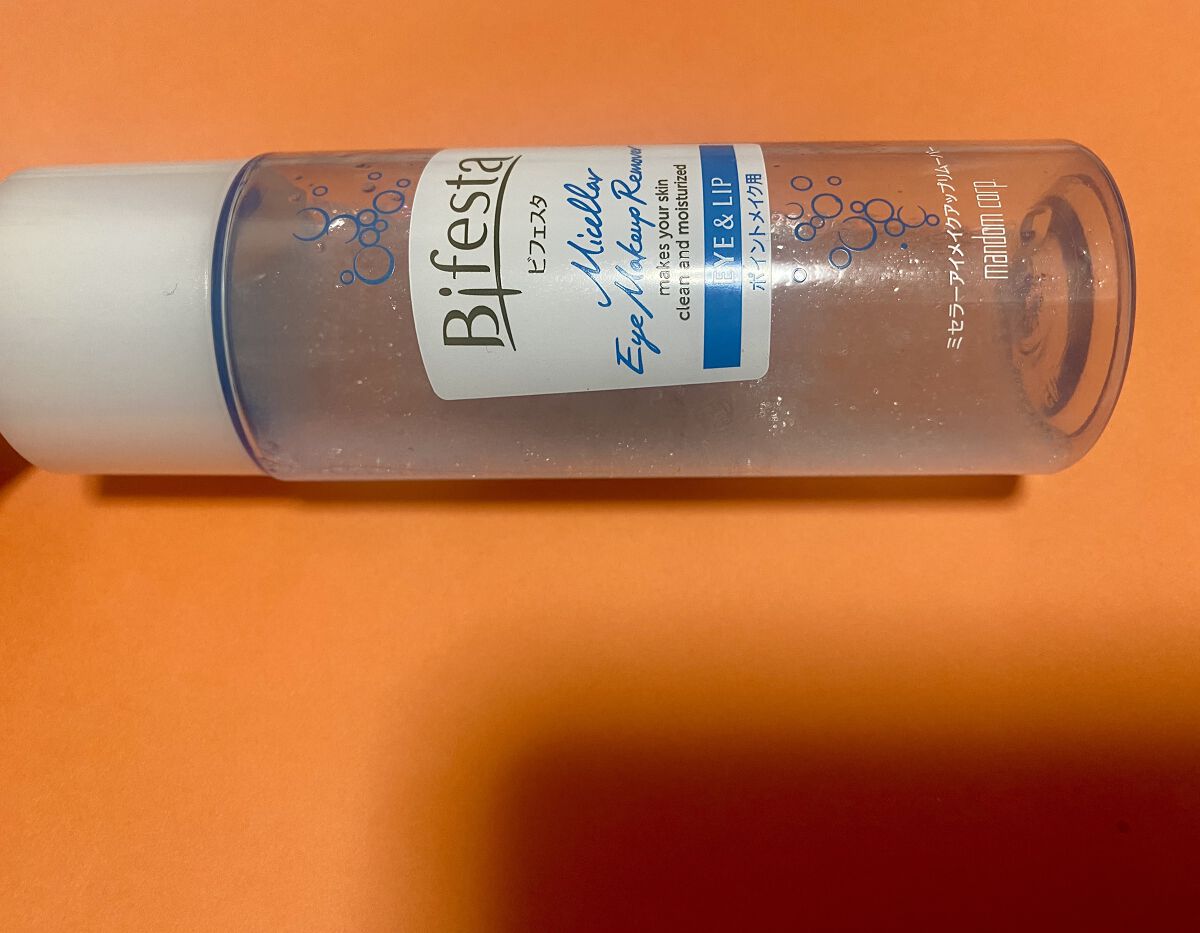 Bifesta
ビフェスタ
Micellar
Eye Makeup Remover
makes your skin
clean and moisturized
EYE & LIP
ポイントメイク用
ミセラーアイメイクアップリムーバー
mandom corp.